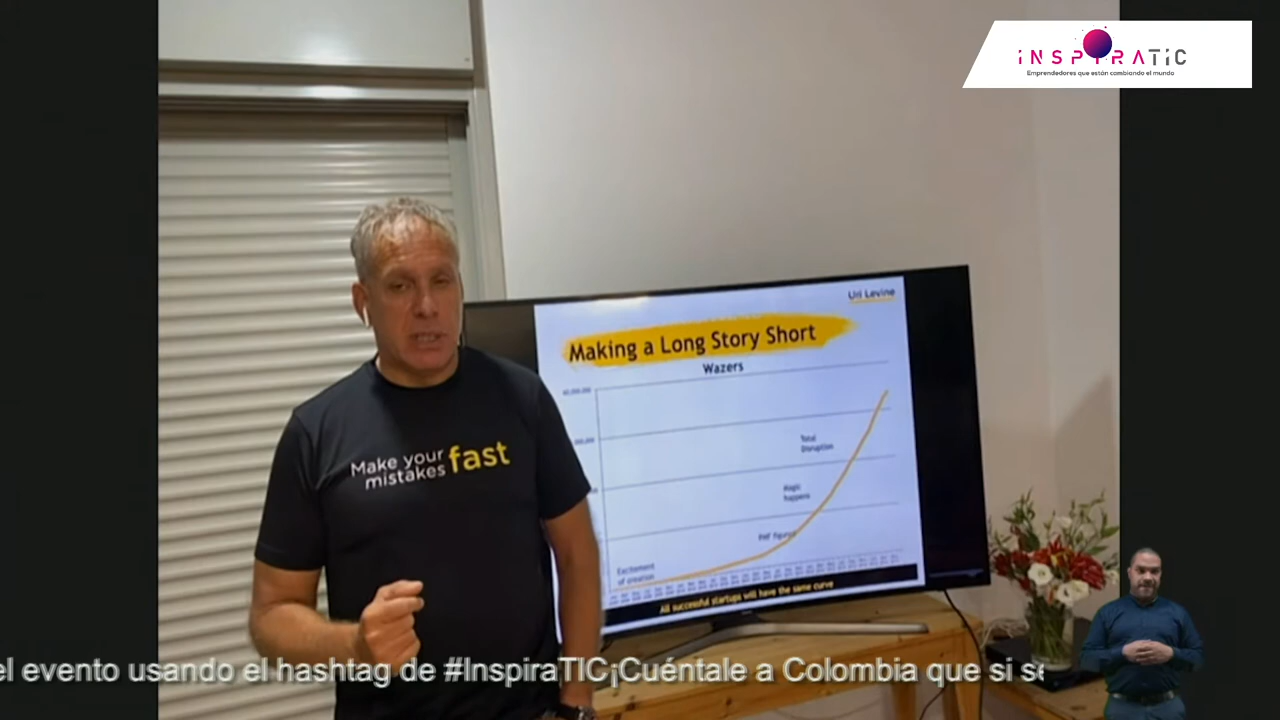 INSPIRATIC
Emprendedores que están cambiando el mundo
Uri Levine
Making a Long Story Short
Wazers
Total
Disruption
Magic
happens
PMF figured
Excitement
of creation
All successful startups will have the same curve
Make your
mistakes fast
el evento usando el hashtag de #InspiraTIC¡Cuéntale a Colombia que si se